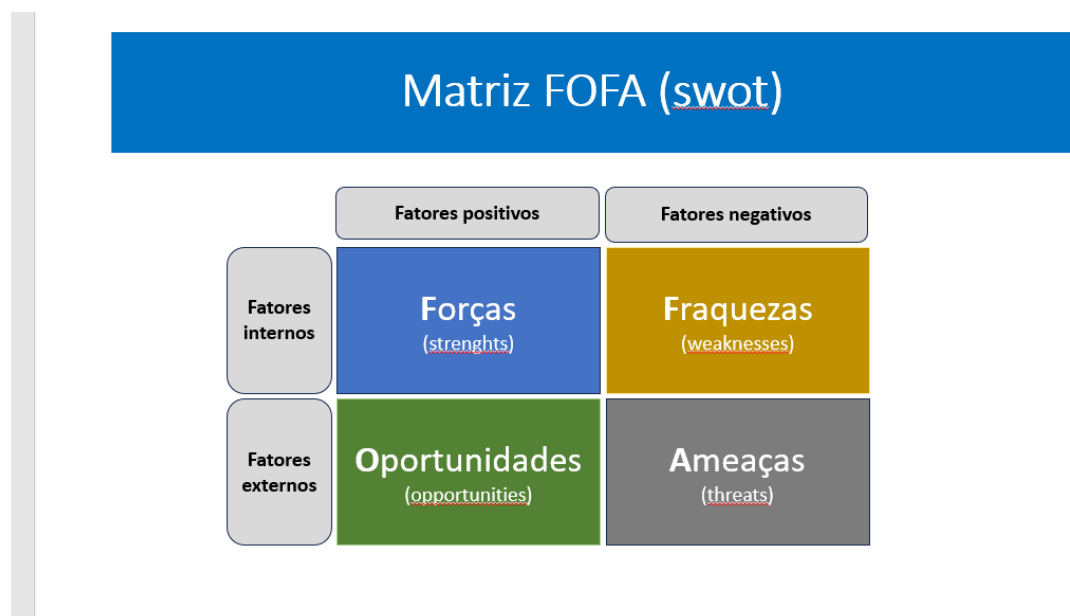 Matriz FOFA (swot)
Fatores positivos
Fatores negativos
Fatores
internos
Forças
(strenghts)
Fraquezas
(weaknesses)
Fatores
externos
Oportunidades
(opportunities)
Ameaças
(threats)